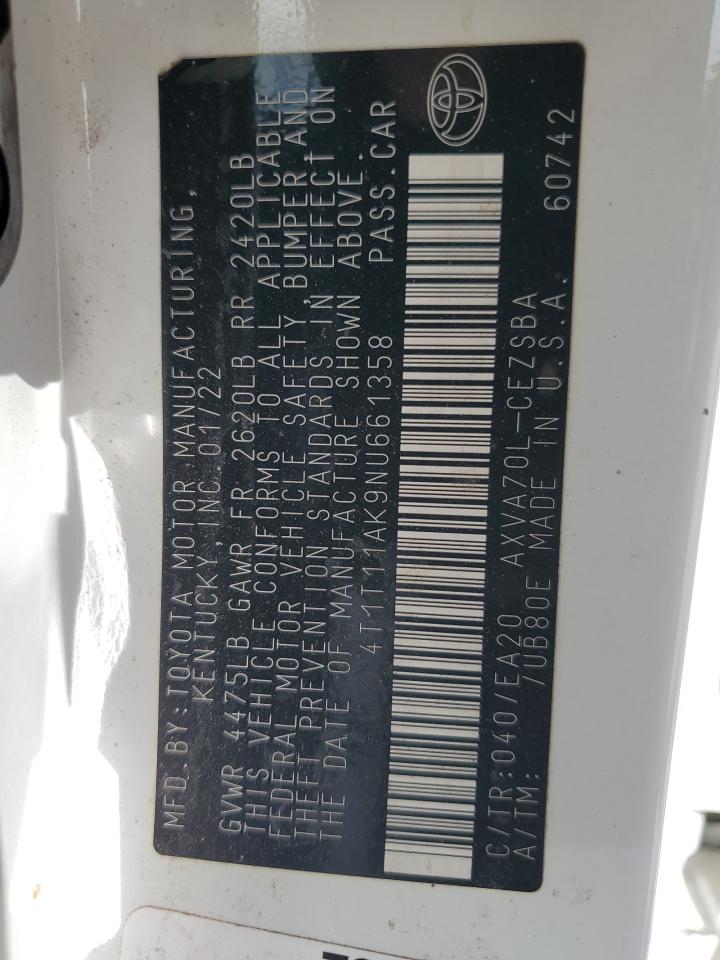 MFD.BY:TOYOTA MOTOR MANUFACTURING,
KENTUCKY,INC.01/22
GVWR 4475LB GAWR FR 2620LB RR 2420LB
THIS VEHICLE CONFORMS TO ALL APPLICABLE
FEDERAL MOTOR VEHICLE SAFETY,BUMPER,AND
THEFT PREVENTION STANDARDS IN EFFECT ON
THE DATE OF MANUFACTURE SHOWN ABOVE.
4T1T11AK9NU661358 PASS.CAR
C/TR:040/EA20 AXVA70L-CEZSBA
A/TM: 7UB80E MADE IN U.S.A. 60742